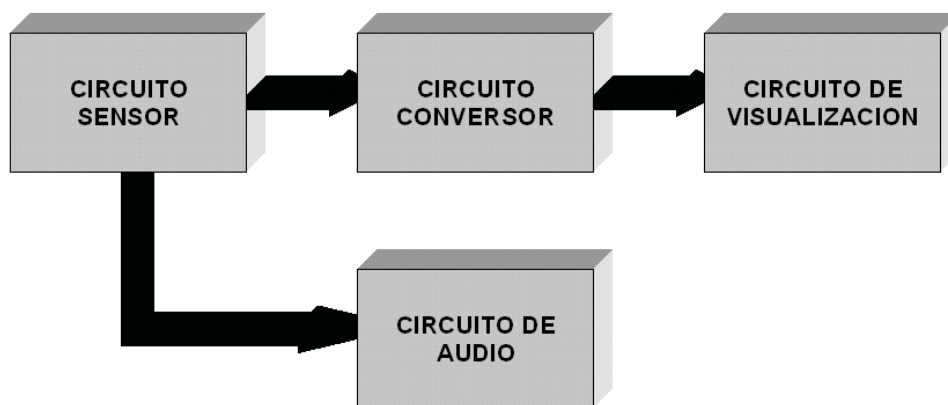 CIRCUITO
SENSOR
CIRCUITO
CONVERSOR
CIRCUITO DE
VISUALIZACION
CIRCUITO DE
AUDIO